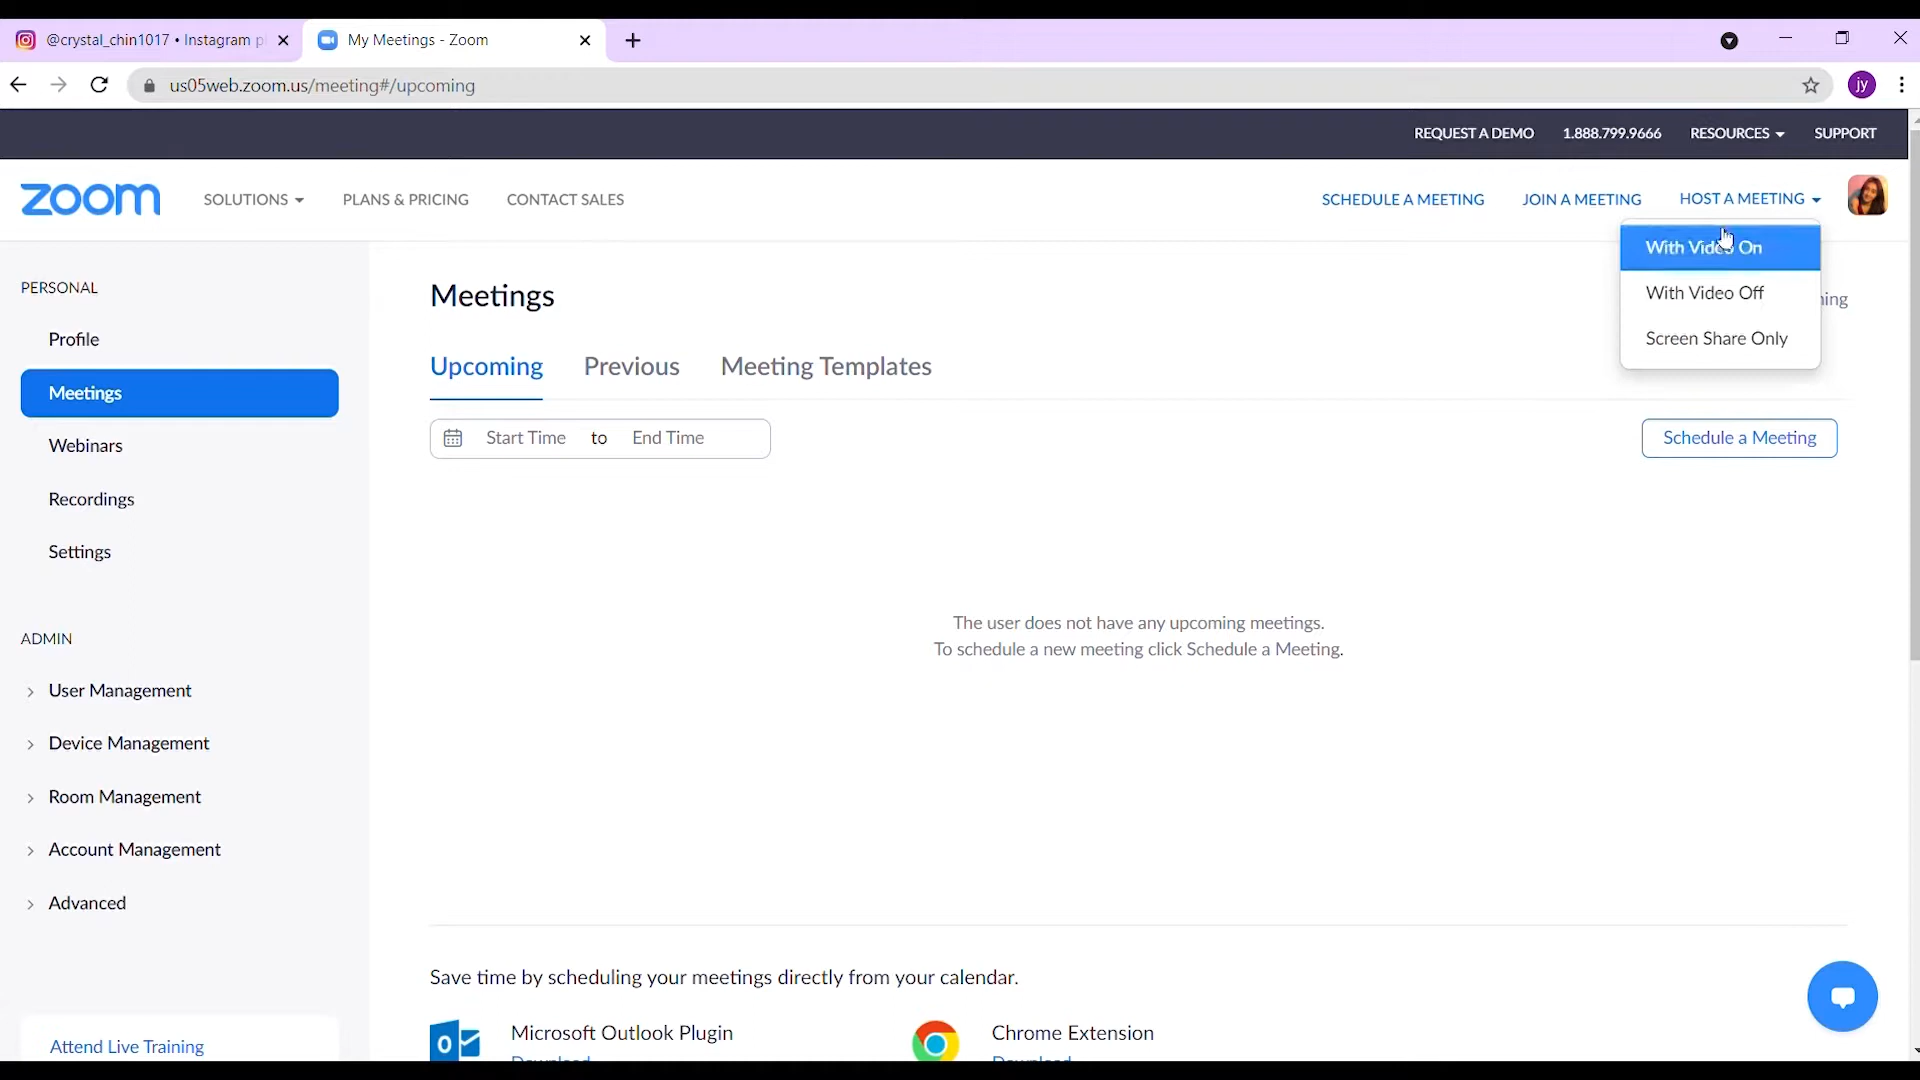 @crystal_chin1017 • Instagram p
My Meetings - Zoom
jy
us05web.zoom.us/meeting#/upcoming
REQUEST A DEMO 1.888.799.9666 RESOURCES SUPPORT
zoom SOLUTIONS PLANS & PRICING CONTACT SALES SCHEDULE A MEETING JOIN A MEETING HOST A MEETING
With Video On
With Video Off
Screen Share Only
PERSONAL
Profile
Meetings
Webinars
Recordings
Settings
ADMIN
User Management
Device Management
Room Management
Account Management
Advanced
Attend Live Training
Meetings
Upcoming Previous Meeting Templates
Start Time to End Time
Schedule a Meeting
The user does not have any upcoming meetings.
To schedule a new meeting click Schedule a Meeting.
Save time by scheduling your meetings directly from your calendar.
Microsoft Outlook Plugin
Chrome Extension